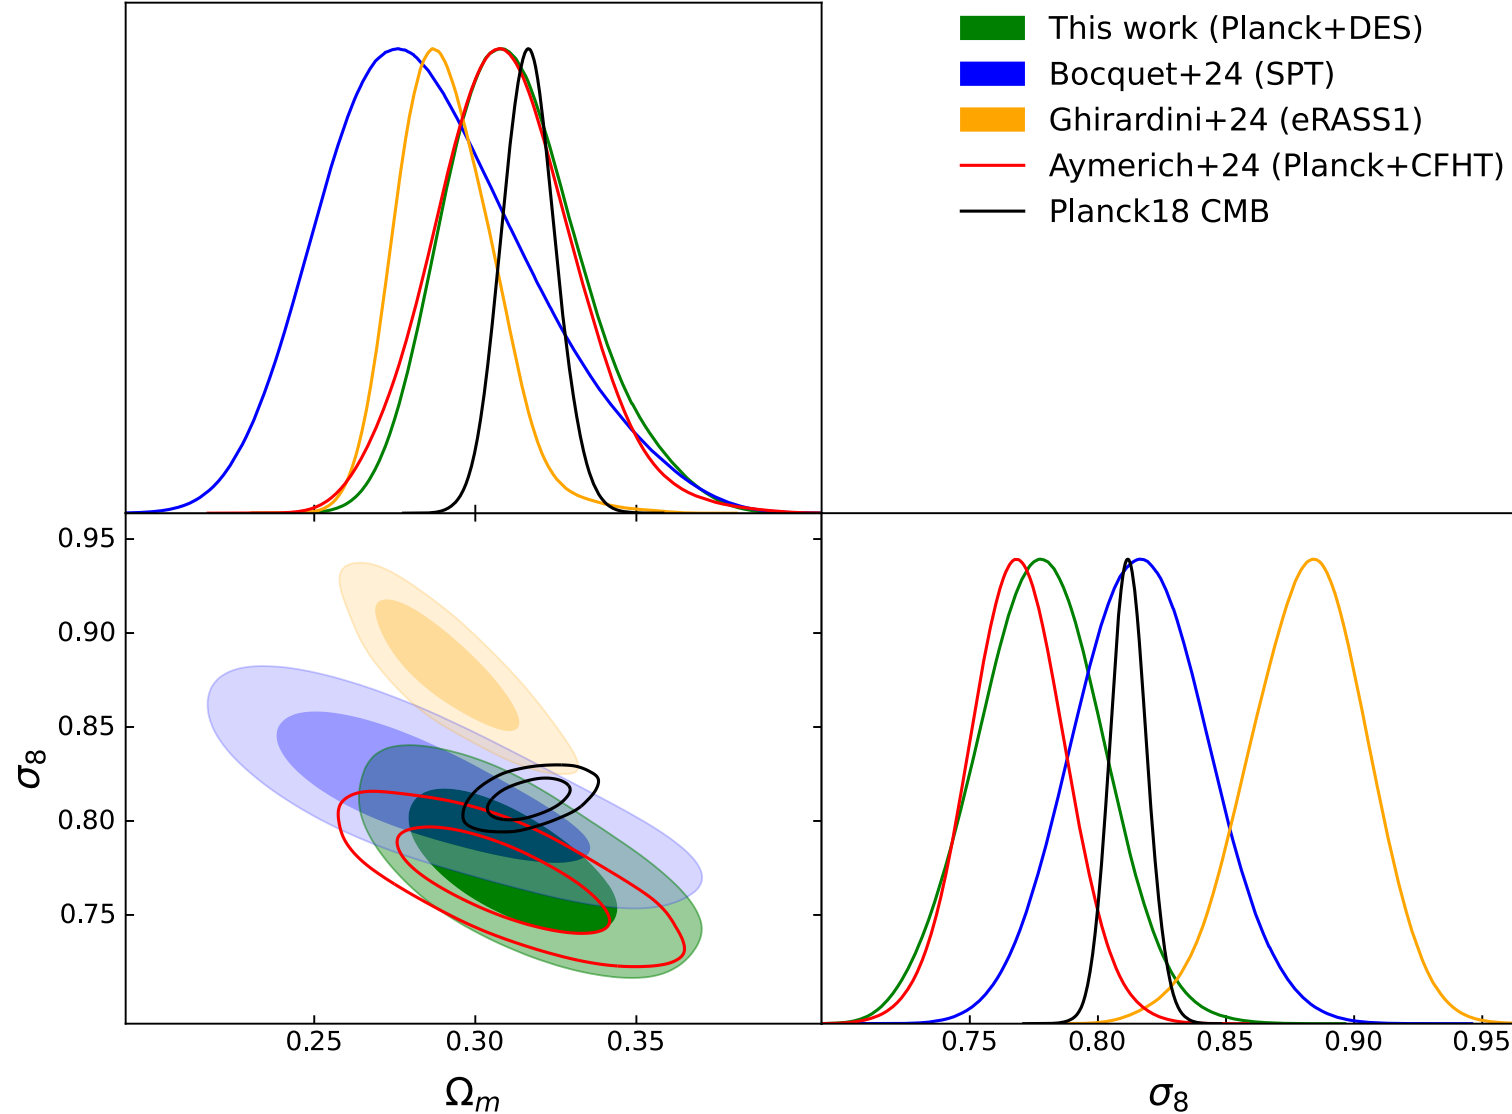 This work (Planck+DES)
Bocquet+24 (SPT)
Ghirardini+24 (eRASS1)
Aymerich+24 (Planck+CFHT)
Planck18 CMB
0.95
0.90
0.85
0.80
0.75
σ8
0.25 0.30 0.35
Ωm
0.75 0.80 0.85 0.90 0.95
σ8